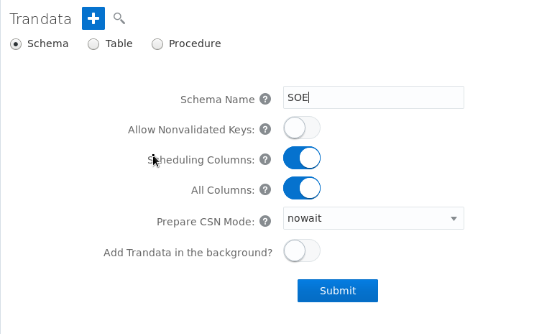 Trandata
Schema Table Procedure
Schema Name ? SOE
Allow Nonvalidated Keys: ?
Scheduling Columns: ?
All Columns: ?
Prepare CSN Mode: ? nowait
Add Trandata in the background?
Submit